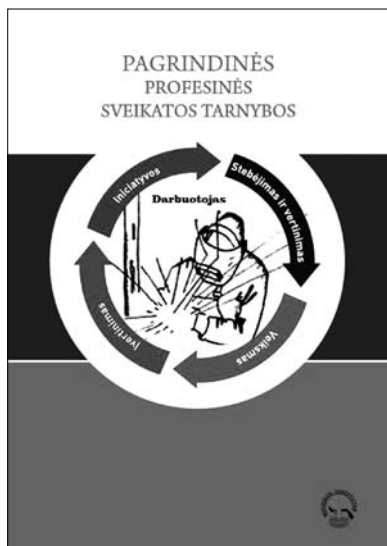 PAGRINDINĖS
PROFESINĖS
SVEIKATOS TARNYBOS
Iniciatyvos
Stebėjimas ir vertinimas
Darbuotojas
Įvertinimas
Veiksmas